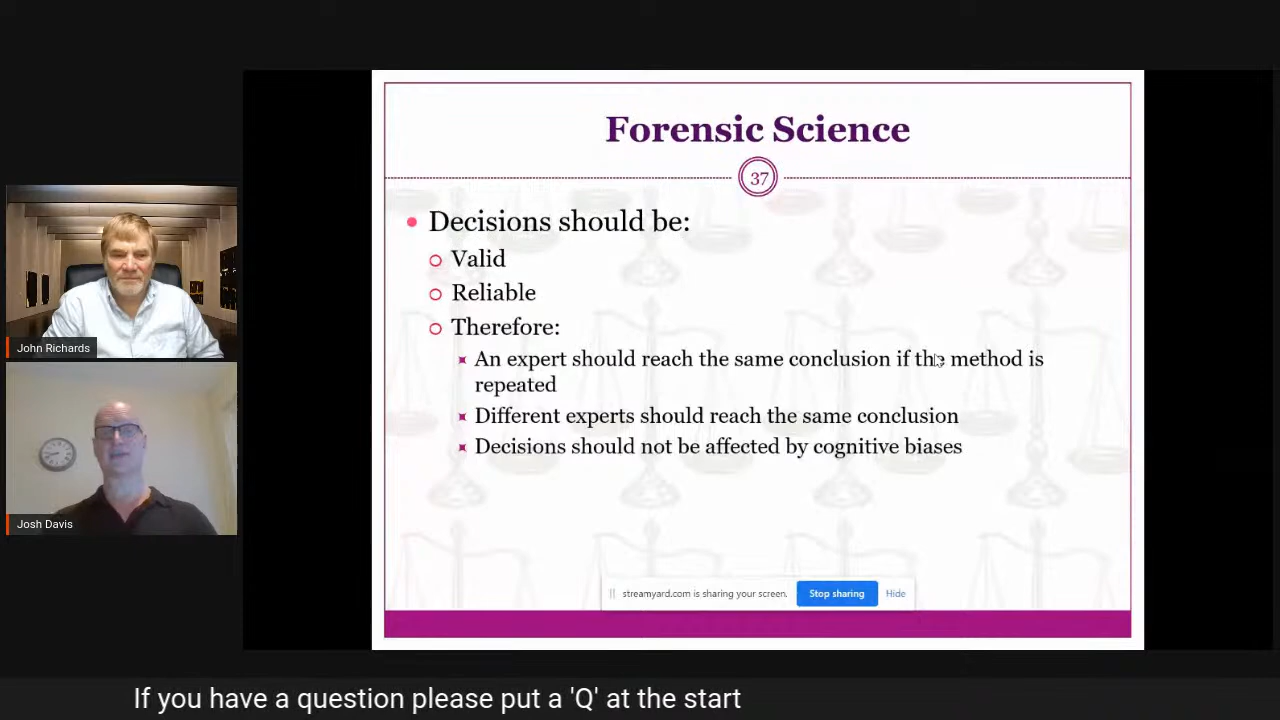 Forensic Science
37
Decisions should be:
Valid
Reliable
Therefore:
An expert should reach the same conclusion if the method is
repeated
Different experts should reach the same conclusion
Decisions should not be affected by cognitive biases
John Richards
Josh Davis
streamyard.com is sharing your screen.
Stop sharing
Hide
If you have a question please put a 'Q' at the start